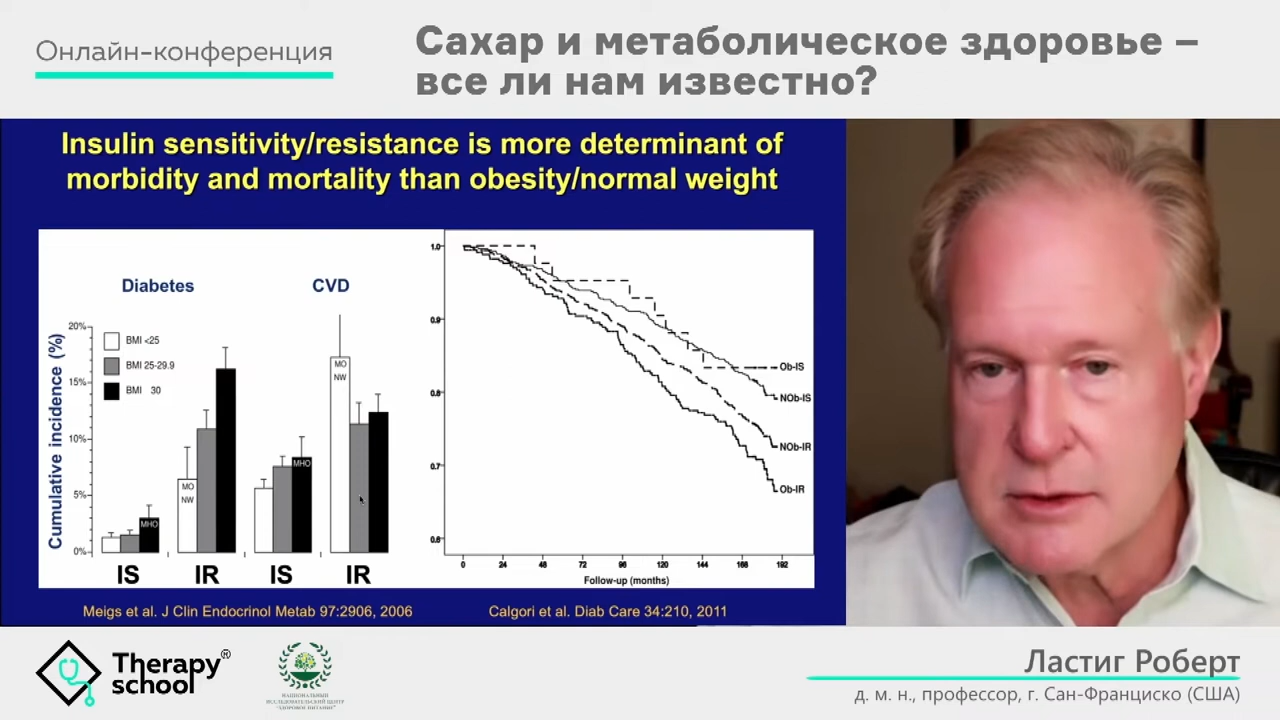 Онлайн-конференция
Сахар и метаболическое здоровье –
все ли нам известно?
Insulin sensitivity/resistance is more determinant of
morbidity and mortality than obesity/normal weight
Diabetes
CVD
Cumulative incidence (%)
20%
15%
10%
5%
0%
BMI <25
BMI 25-29.9
BMI 30
MHO
MO
NW
MHO
MO
NW
IS
IR
IS
IR
1.0
0.9
0.8
0.7
0.6
Ob-IS
NOb-IS
NOb-IR
Ob-IR
0 24 48 72 96 120 144 168 192
Follow-up (months)
Meigs et al. J Clin Endocrinol Metab 97:2906, 2006
Calgori et al. Diab Care 34:210, 2011
Therapy®
school
НАЦИОНАЛЬНЫЙ
ИССЛЕДОВАТЕЛЬСКИЙ ЦЕНТР
"ЗДОРОВОЕ ПИТАНИЕ"
Ластиг Роберт
д. м. н., профессор, г. Сан-Франциско (США)